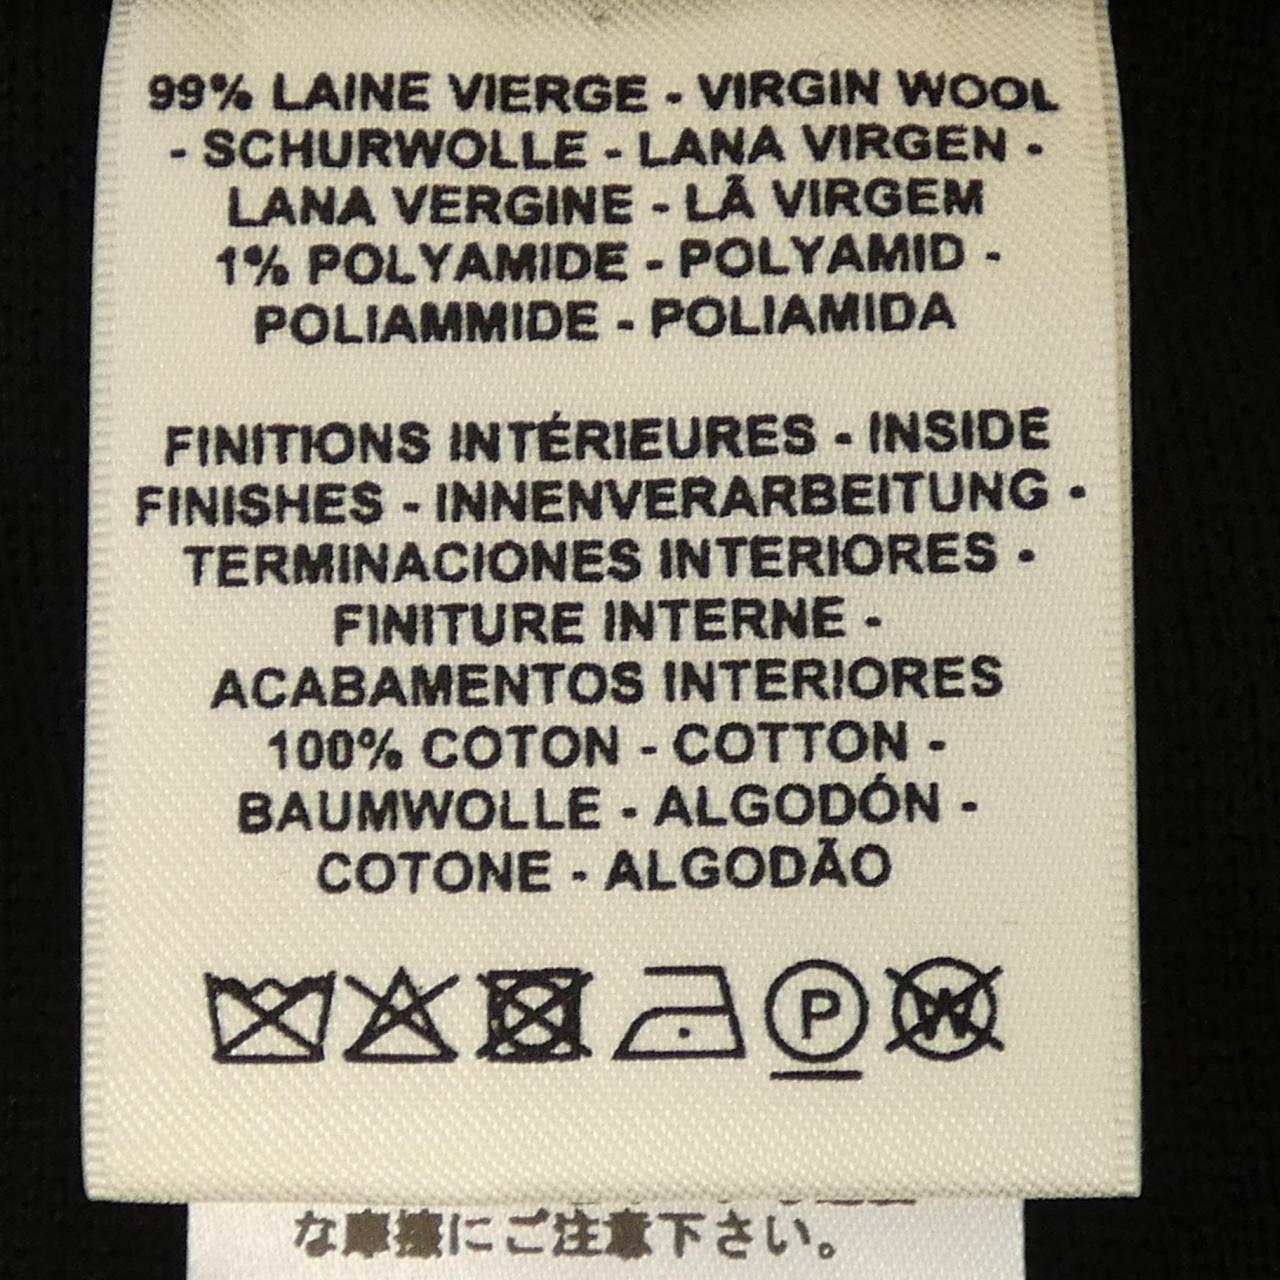 99% LAINE VIERGE - VIRGIN WOOL
- SCHURWOLLE - LANA VIRGEN -
LANA VERGINE - LÃ VIRGEM
1% POLYAMIDE - POLYAMID -
POLIAMMIDE - POLIAMIDA
FINITIONS INTÉRIEURES - INSIDE
FINISHES - INNENVERARBEITUNG -
TERMINACIONES INTERIORES -
FINITURE INTERNE -
ACABAMENTOS INTERIORES
100% COTON - COTTON -
BAUMWOLLE - ALGODÓN -
COTONE - ALGODÃO
P W
な摩擦にご注意下さい。